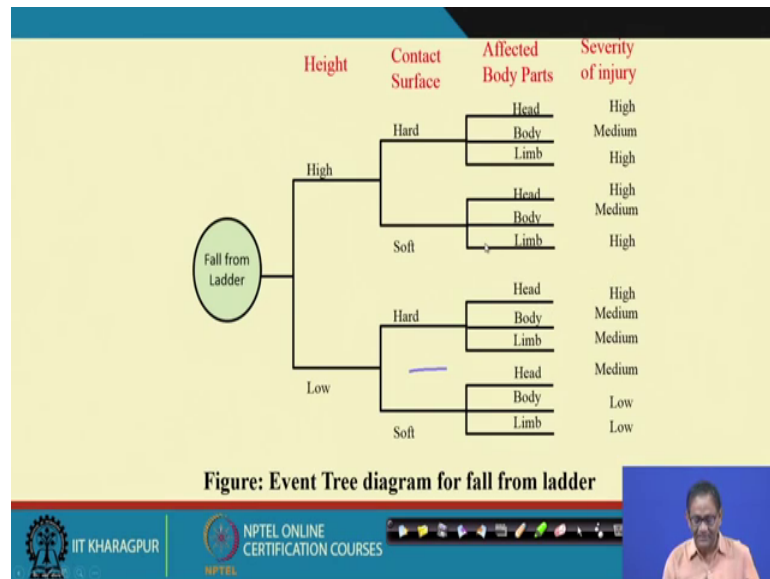 Height
Contact
Surface
Affected
Body Parts
Severity
of injury
Fall from
Ladder
High
Hard
Head
High
Body
Medium
Limb
High
Soft
Head
High
Body
Medium
Limb
High
Low
Hard
Head
High
Body
Medium
Limb
Medium
Soft
Head
Medium
Body
Low
Limb
Low
Figure: Event Tree diagram for fall from ladder
IIT KHARAGPUR
NPTEL
NPTEL ONLINE
CERTIFICATION COURSES